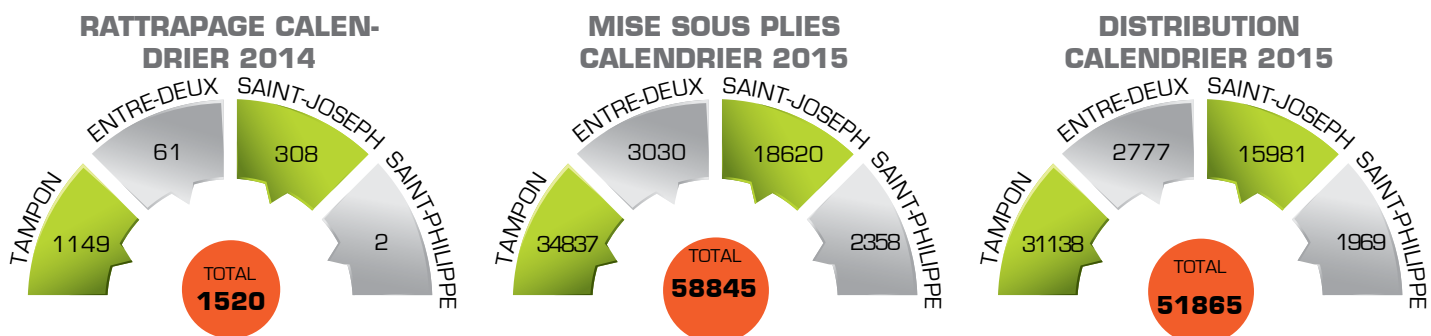 RATTRAPAGE CALEN-
DRIER 2014
TAMPON
1149
ENTRE-DEUX
61
SAINT-JOSEPH
308
SAINT-PHILIPPE
2
TOTAL
1520
MISE SOUS PLIES
CALENDRIER 2015
TAMPON
34837
ENTRE-DEUX
3030
SAINT-JOSEPH
18620
SAINT-PHILIPPE
2358
TOTAL
58845
DISTRIBUTION
CALENDRIER 2015
TAMPON
31138
ENTRE-DEUX
2777
SAINT-JOSEPH
15981
SAINT-PHILIPPE
1969
TOTAL
51865